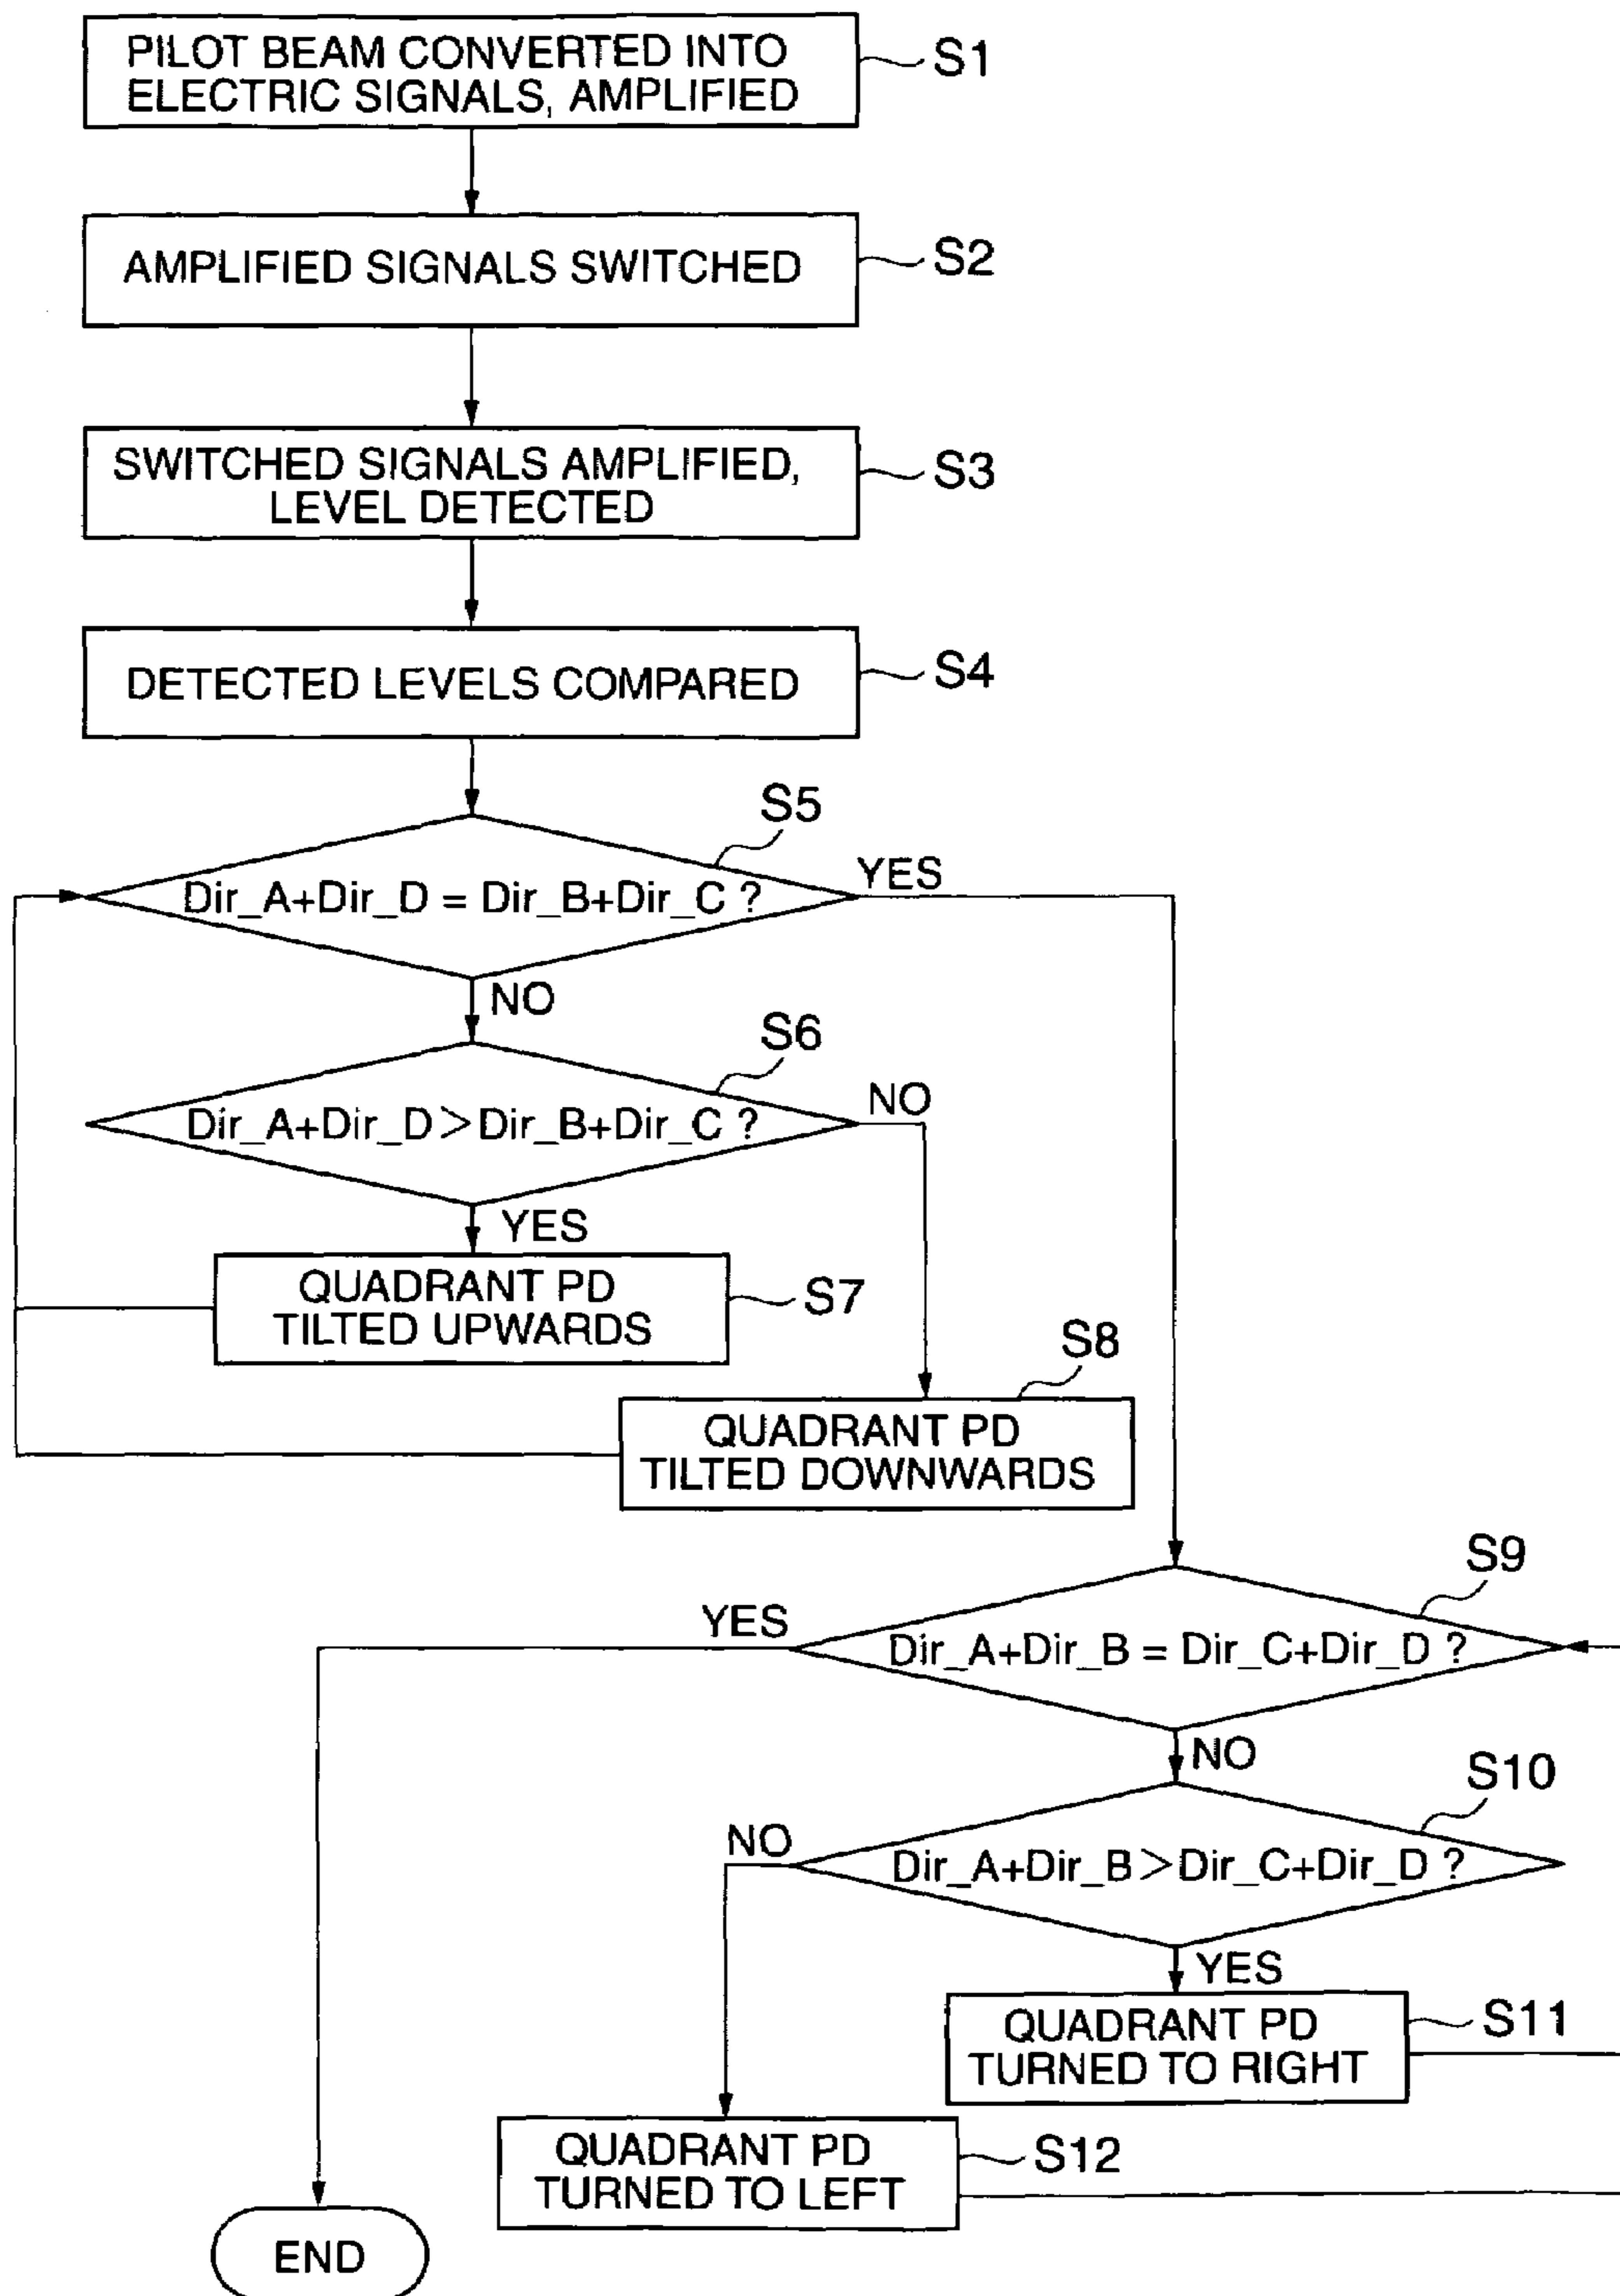 PILOT BEAM CONVERTED INTO
ELECTRIC SIGNALS, AMPLIFIED
S1
AMPLIFIED SIGNALS SWITCHED
S2
SWITCHED SIGNALS AMPLIFIED,
LEVEL DETECTED
S3
DETECTED LEVELS COMPARED
S4
S5
Dir_A+Dir_D = Dir_B+Dir_C ?
YES
NO
S6
Dir_A+Dir_D > Dir_B+Dir_C ?
NO
YES
QUADRANT PD
TILTED UPWARDS
S7
S8
QUADRANT PD
TILTED DOWNWARDS
S9
YES
Dir_A+Dir_B = Dir_C+Dir_D ?
NO
S10
NO
Dir_A+Dir_B > Dir_C+Dir_D ?
YES
QUADRANT PD
TURNED TO RIGHT
S11
QUADRANT PD
TURNED TO LEFT
S12
END